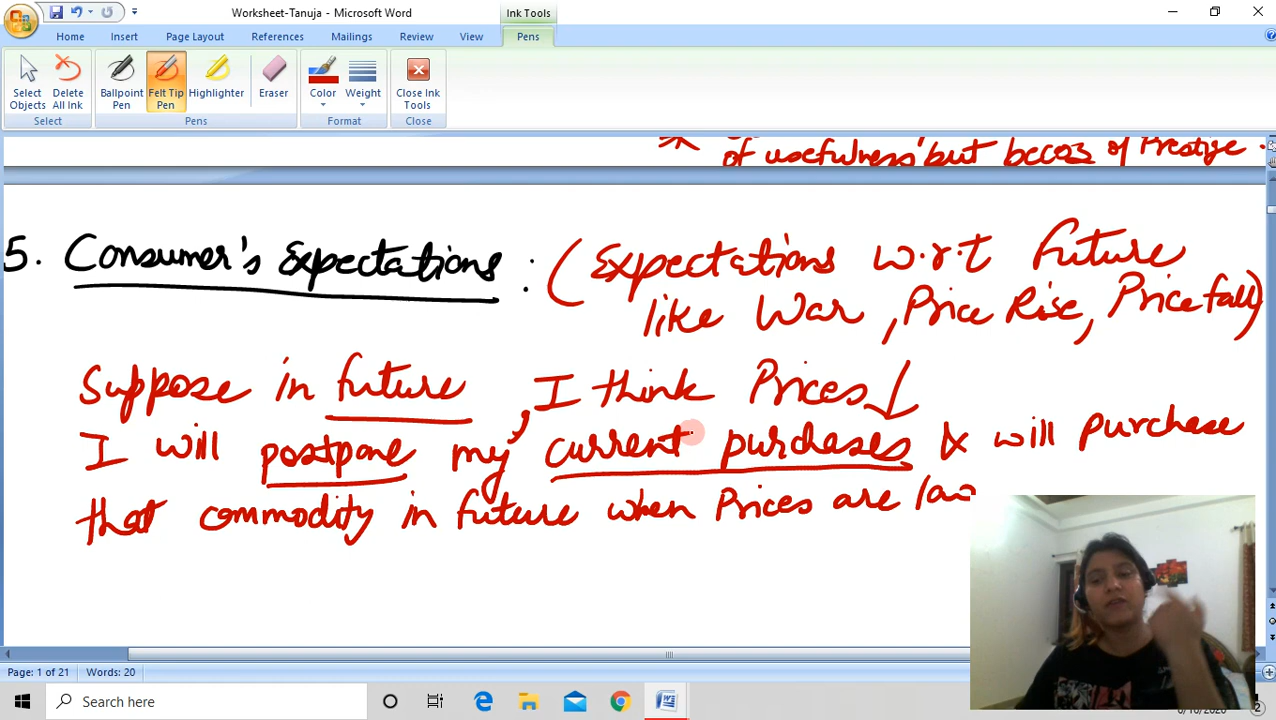 Worksheet-Tanuja - Microsoft Word
Ink Tools
Home Insert Page Layout References Mailings Review View Pens
Select Objects
Delete All Ink
Ballpoint Pen
Felt Tip Pen
Highlighter
Eraser
Color
Weight
Close Ink Tools
Select Pens Format Close
of usefulness but becoz of Prestige.
5. Consumer's Expectations : (Expectations w.r.t Future
like War, Price Rise, Price fall)
Suppose in future, I think Prices ↓
I will postpone my current purchases & will purchase
that commodity in future when Prices are low
Page: 1 of 21 Words: 20
Search here